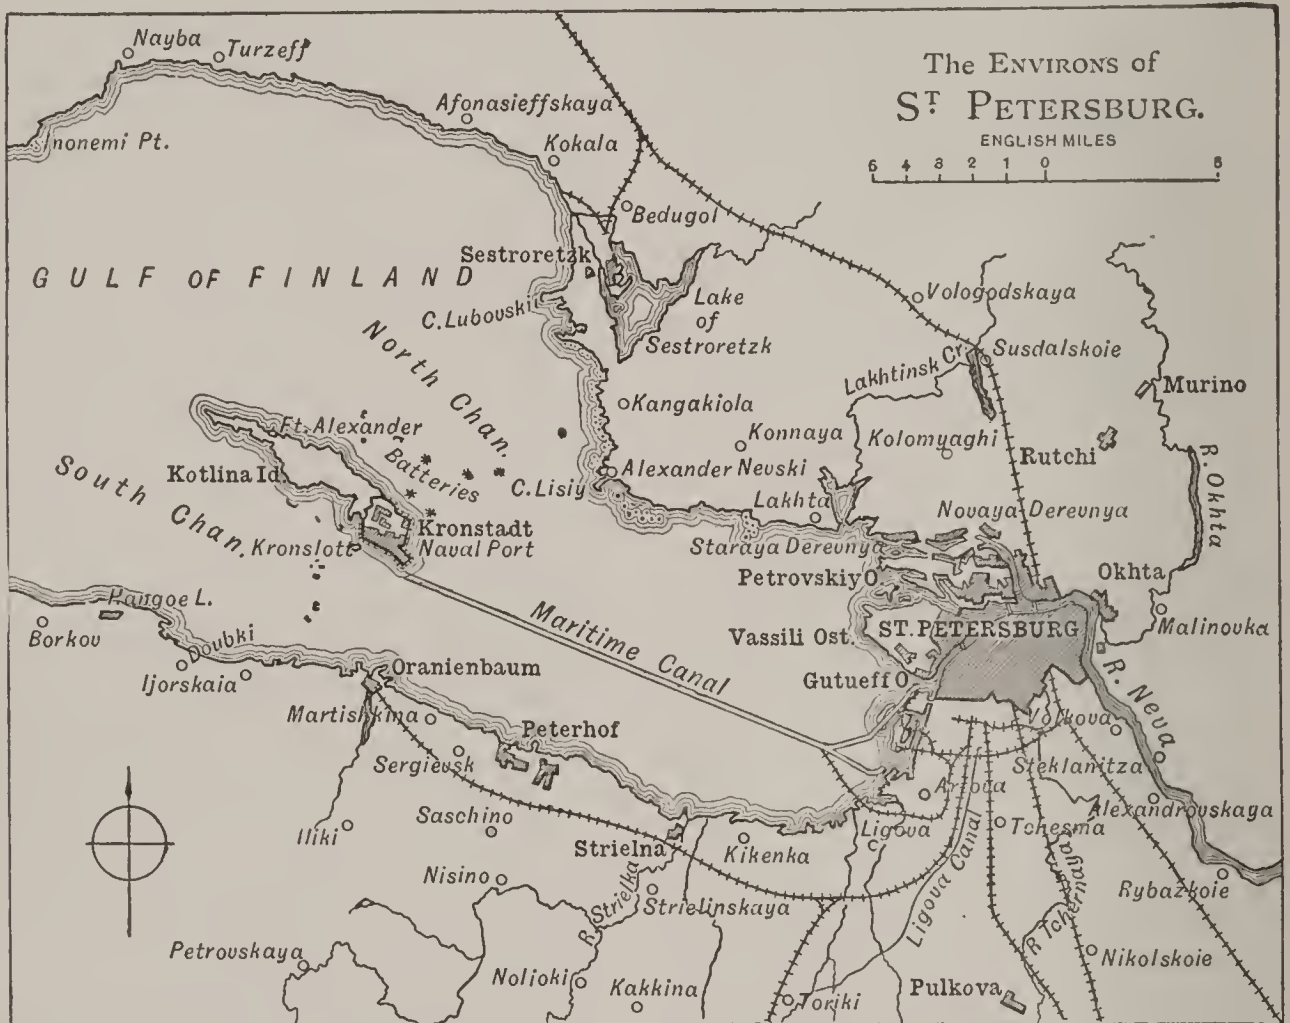 The ENVIRONS of
ST. PETERSBURG.
ENGLISH MILES
5 4 3 2 1 0 5
Nayba
Turzeff
Afonasieffskaya
nonemi Pt.
Kokala
Bedugol
Sestroretzk
GULF OF FINLAND
C. Lubovski
Lake
of
Sestroretzk
Vologodskaya
North Chan.
Lakhtinsk Cr.
Susdalskoie
Murino
Kangakiola
Ft. Alexander
Konnaya
Kolomyaghi
Rutchi
R. Okhta
Batteries
South Chan.
Kotlina Id.
Alexander Nevski
C. Lisiy
Lakhta
Novaya Derevnya
Kronstadt
Naval Port
Kronslott
Staraya Derevnya
Petrovskiy O.
Okhta
Pangoe L.
Maritime Canal
Vassili Ost.
ST. PETERSBURG
Malinovka
Borkov
Doubki
Ijorskaia
Oranienbaum
Gutueff O.
R. Neva
Martishkina
Peterhof
Volkova
Sergievsk
Steklanitza
Saschino
Alexandrovskaya
Iliki
Ligova
Tchesma
Strielna
Kikenka
Nisino
R. Strielka
Strielinskaya
Ligova Canal
R Tchernaya
Rybazkoie
Petrovskaya
Nolioki
Kakkina
Toriki
Pulkova
Nikolskoie